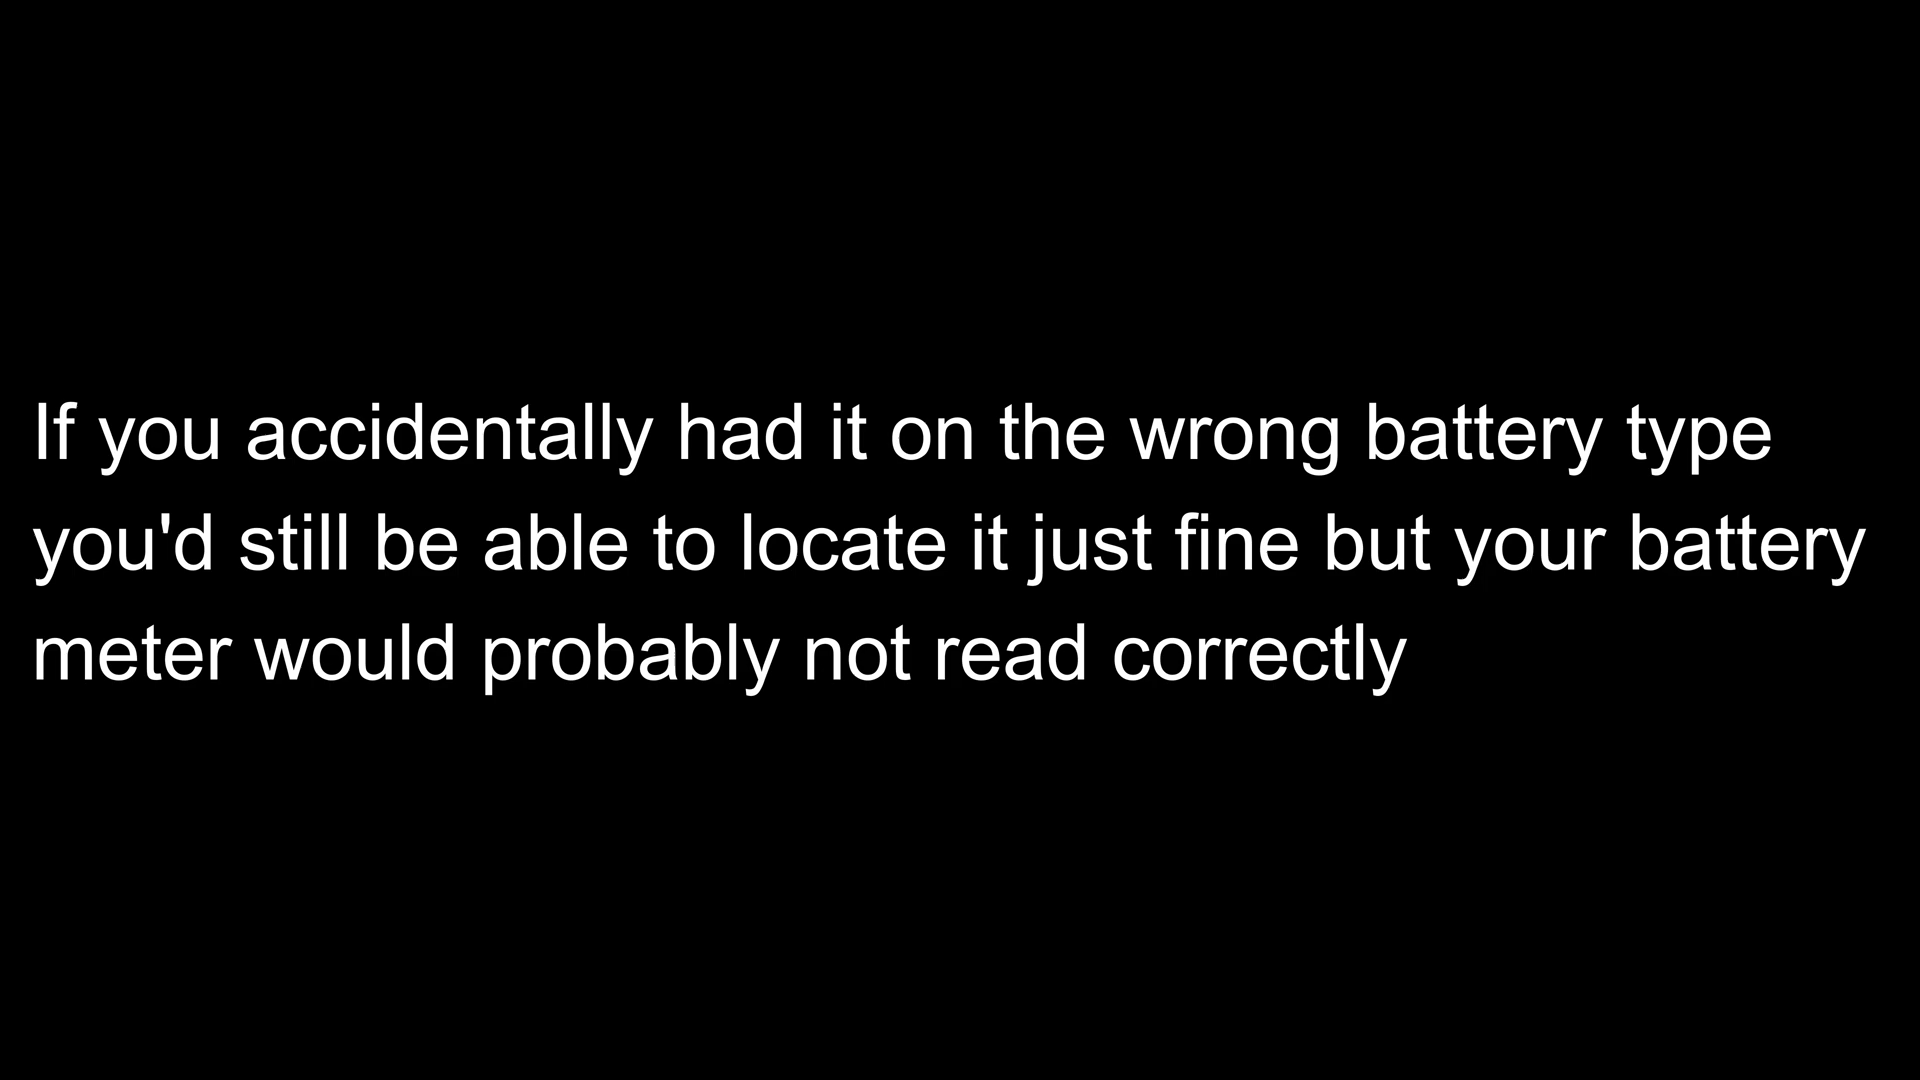 If you accidentally had it on the wrong battery type
you'd still be able to locate it just fine but your battery
meter would probably not read correctly